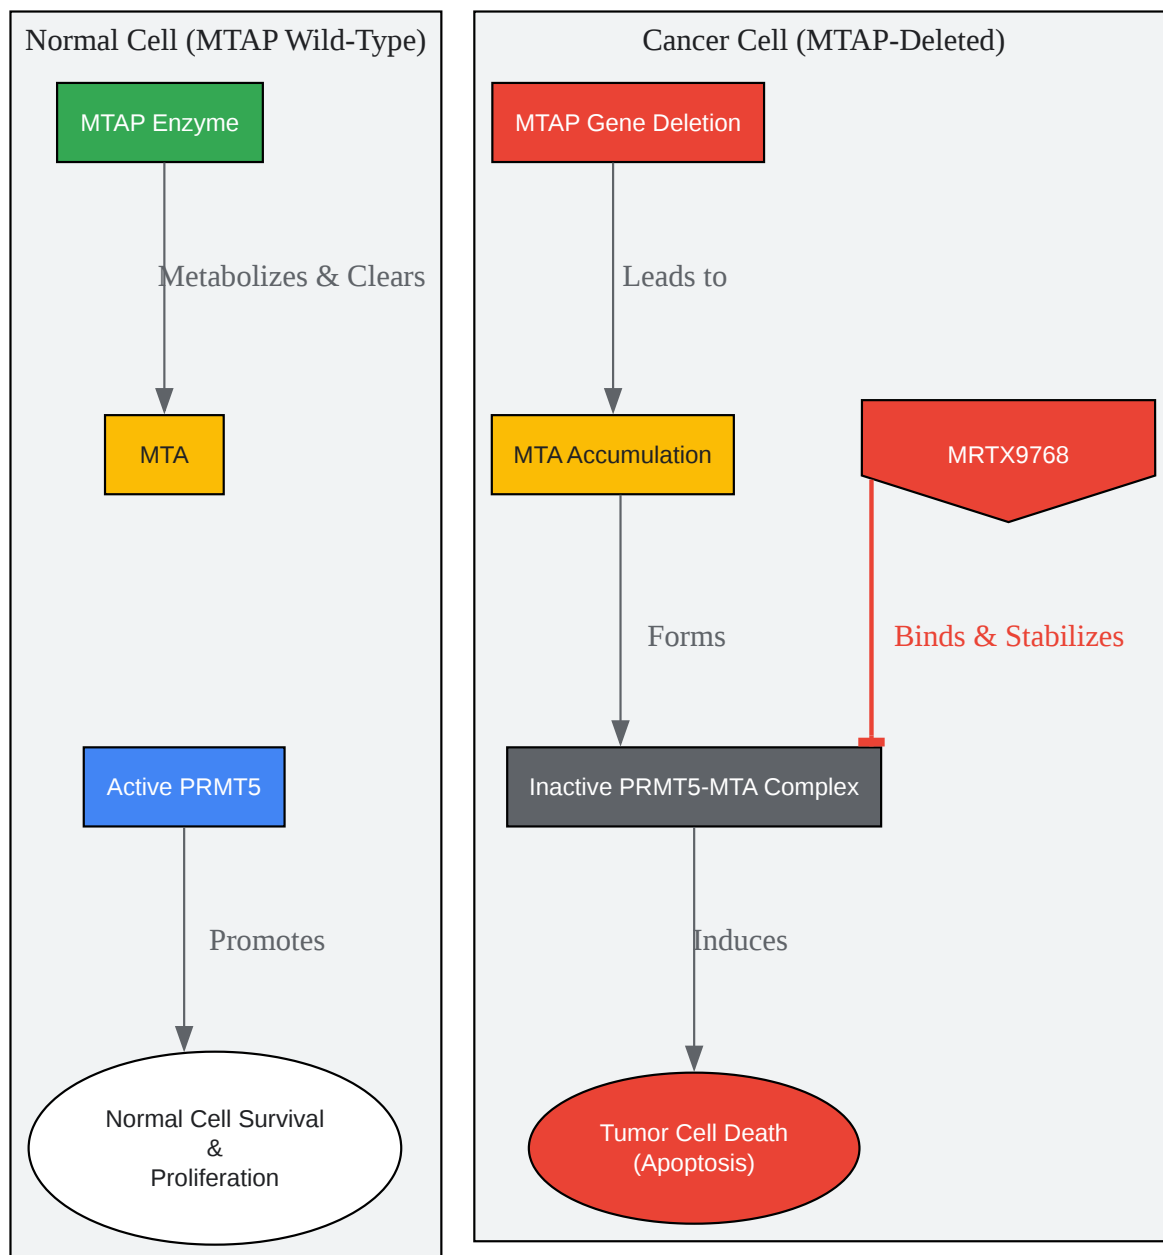 Normal Cell (MTAP Wild-Type)
MTAP Enzyme
Metabolizes & Clears
MTA
Active PRMT5
Promotes
Normal Cell Survival
&
Proliferation
Cancer Cell (MTAP-Deleted)
MTAP Gene Deletion
Leads to
MTA Accumulation
MRTX9768
Forms
Binds & Stabilizes
Inactive PRMT5-MTA Complex
Induces
Tumor Cell Death
(Apoptosis)